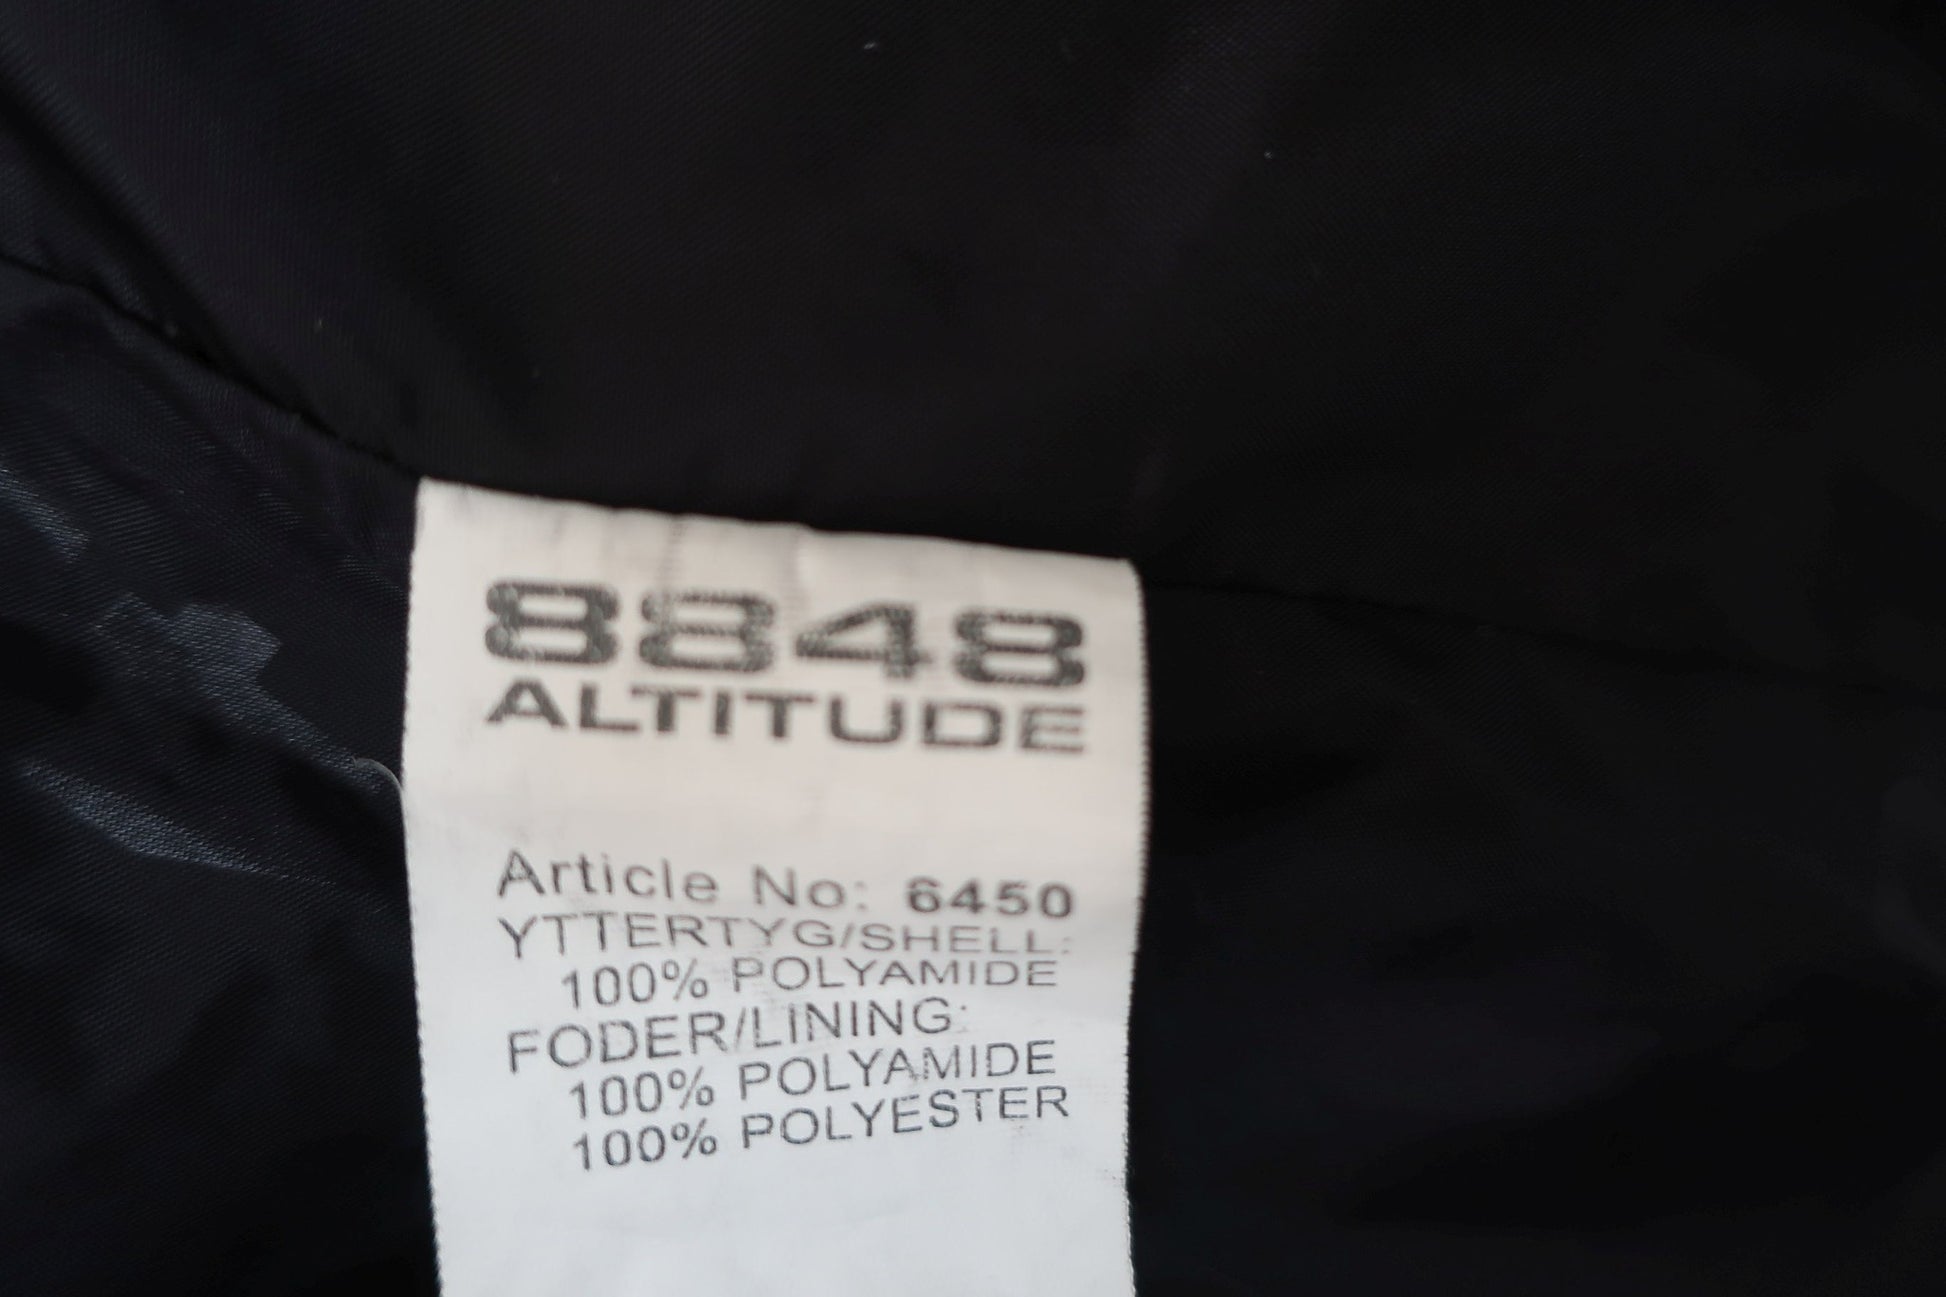 8848
ALTITUDE
Article No: 6450
YTTERTYG/SHELL:
100% POLYAMIDE
FODER/LINING:
100% POLYAMIDE
100% POLYESTER